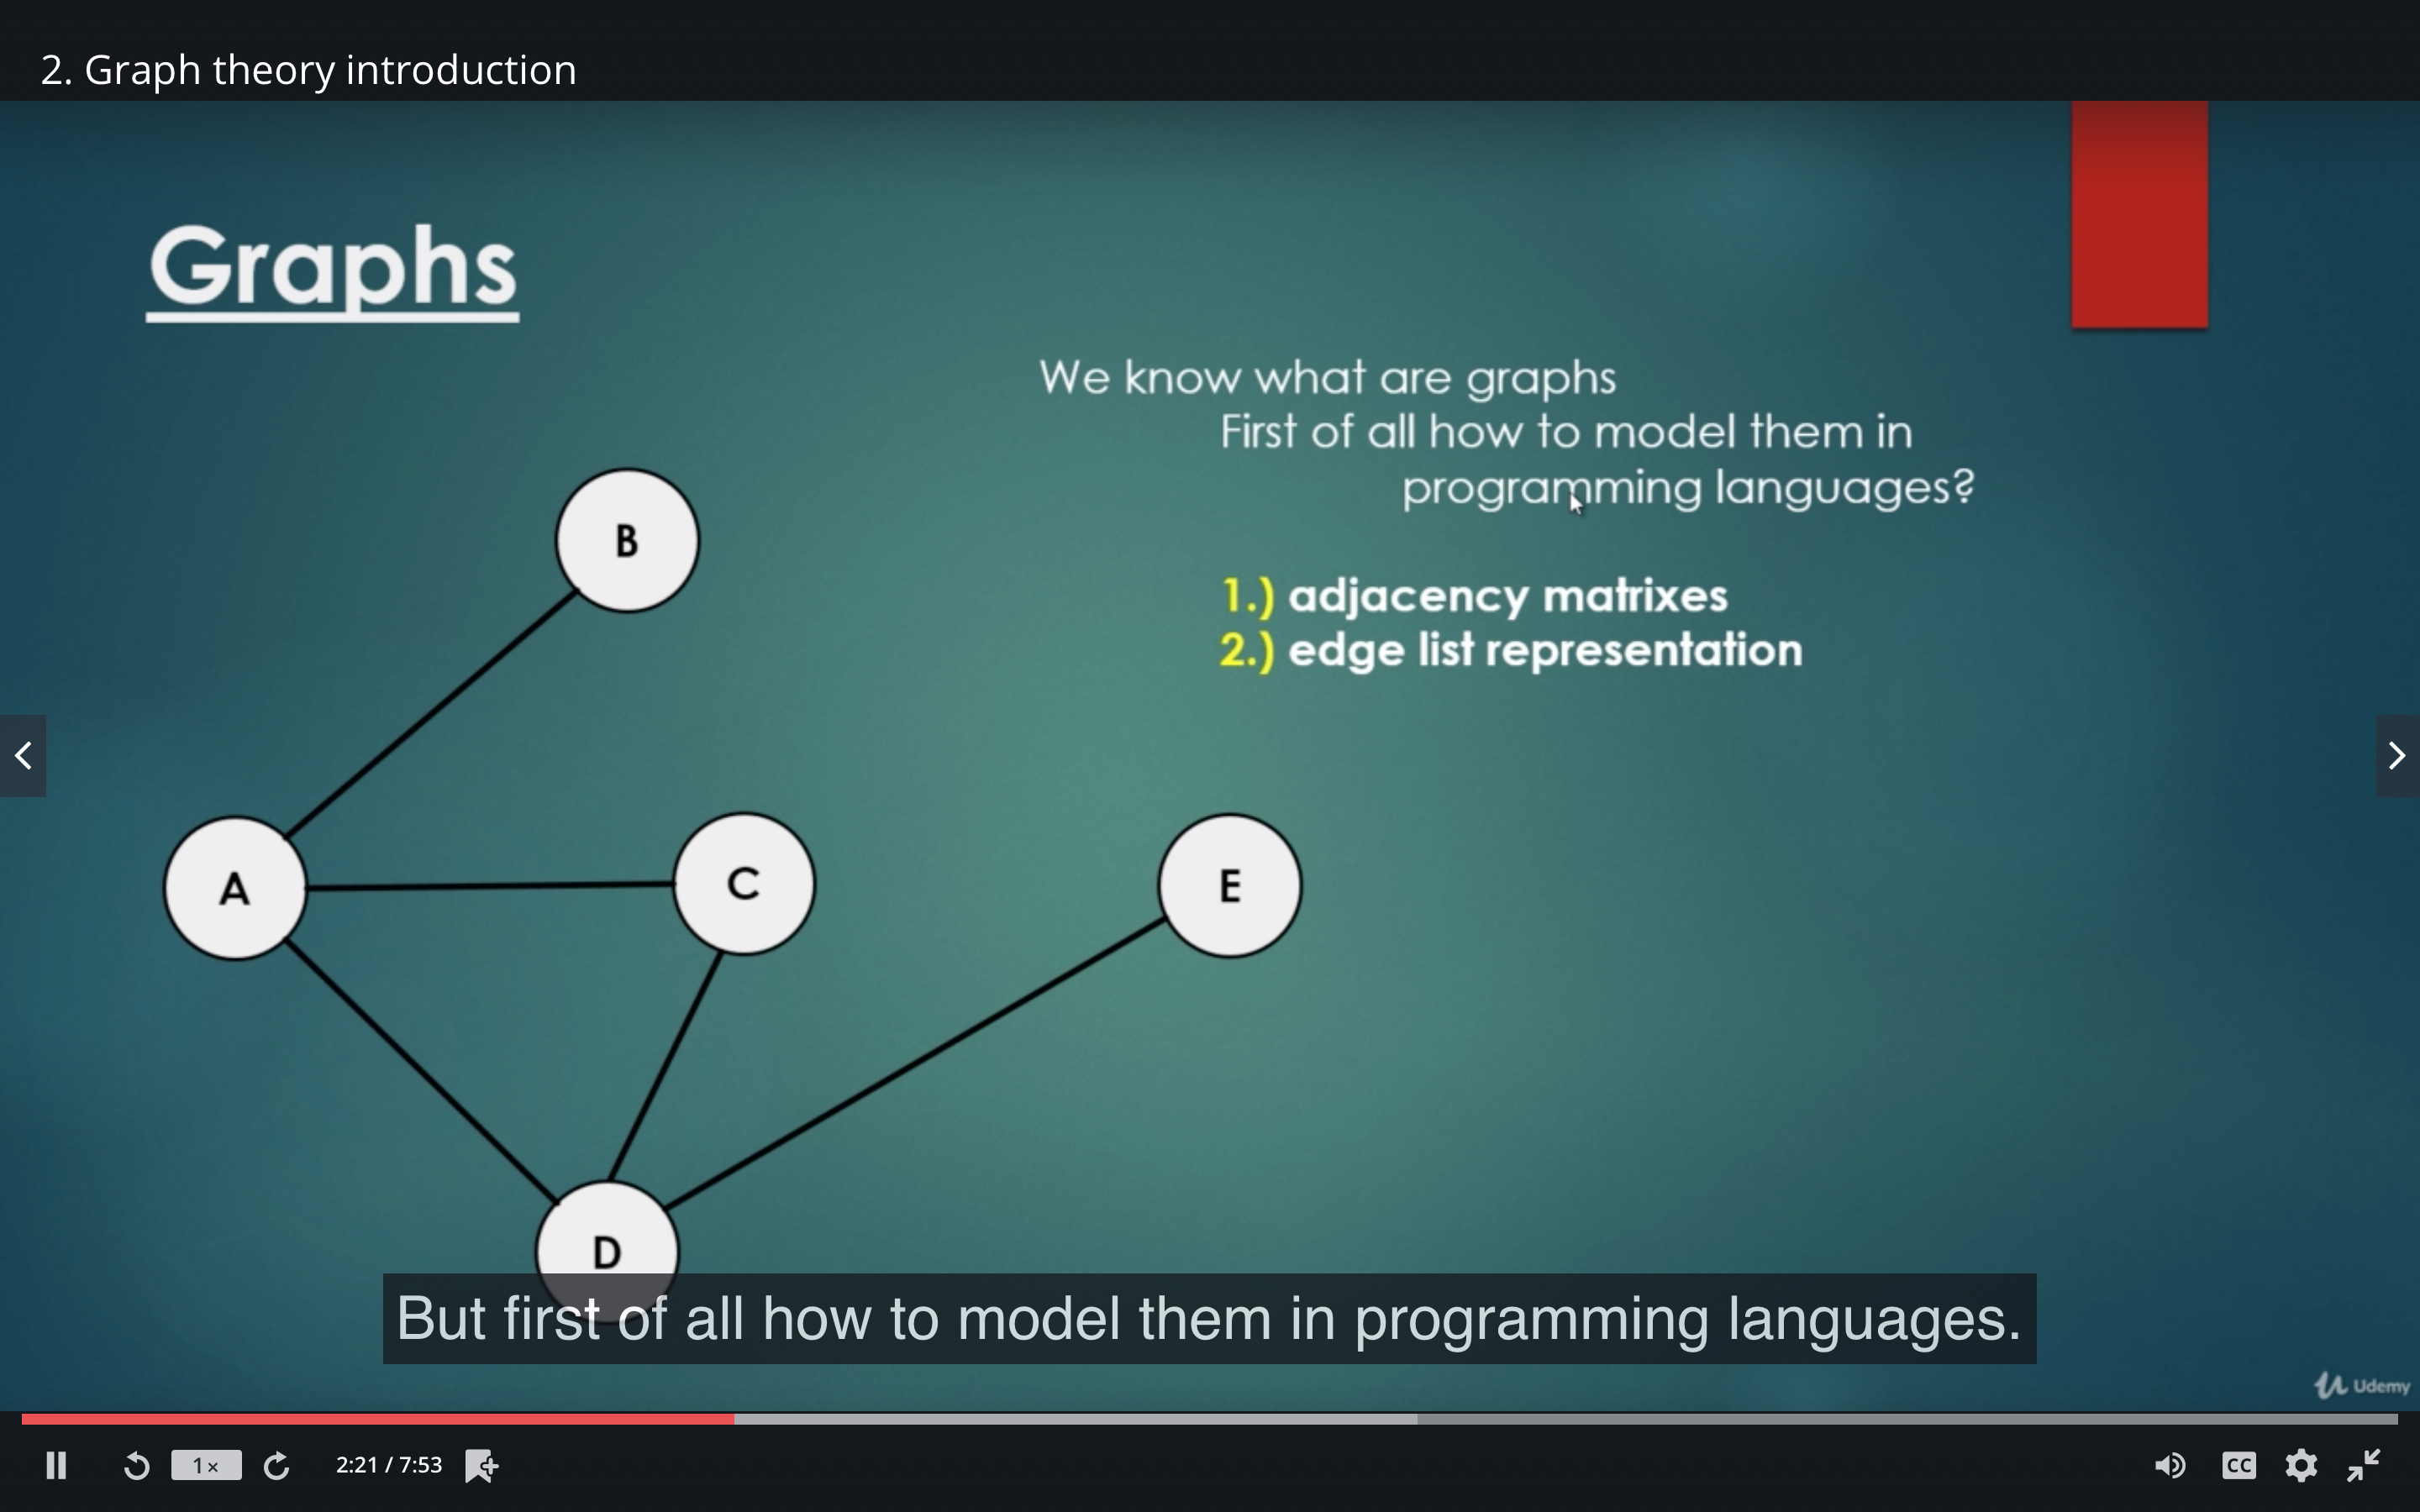 2. Graph theory introduction
Graphs
We know what are graphs
First of all how to model them in
programming languages?
1.) adjacency matrixes
2.) edge list representation
B
A
C
E
D
But first of all how to model them in programming languages.
Udemy
1 x
2:21 / 7:53
CC